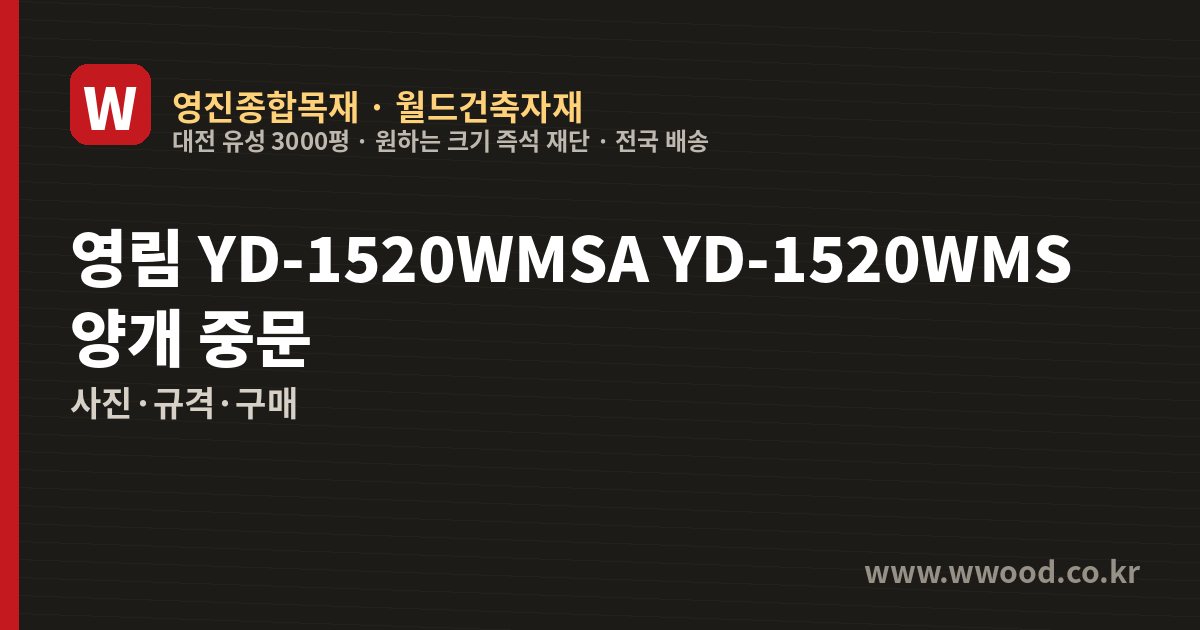 W
영진종합목재 · 월드건축자재
대전 유성 3000평 · 원하는 크기 즉석 재단 · 전국 배송
영림 YD-1520WMSA YD-1520WMS
양개 중문
사진·규격·구매
www.wwood.co.kr